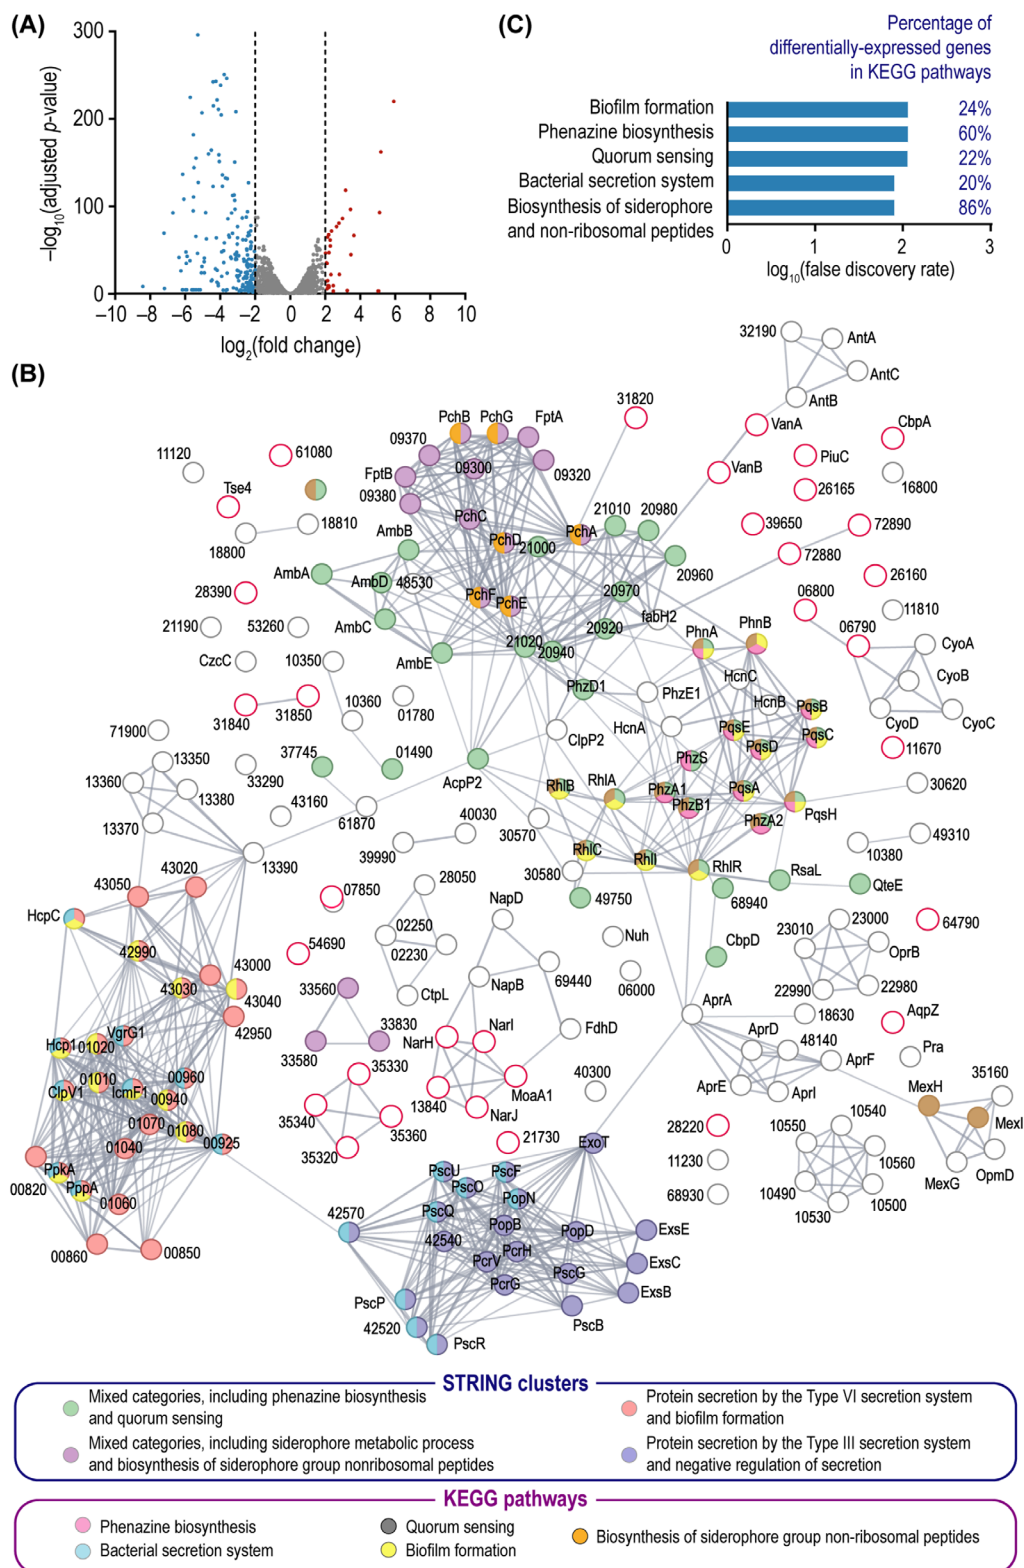 (A)
300
200
100
0
–log10(adjusted p-value)
–10 –8 –6 –4 –2 0 2 4 6 8 10
log2(fold change)
(C)
Percentage of
differentially-expressed genes
in KEGG pathways
Biofilm formation 24%
Phenazine biosynthesis 60%
Quorum sensing 22%
Bacterial secretion system 20%
Biosynthesis of siderophore 86%
and non-ribosomal peptides
0 1 2 3
log10(false discovery rate)
(B)
32190
AntA
AntC
AntB
31820
VanA
CbpA
VanB
PiuC
16800
26165
39650
72890
72880
26160
06800
11810
06790
CyoA
CyoB
CyoD
CyoC
11670
PchB
PchG
FptA
09370
09300
09320
FptB
09380
PchC
PchD
PchA
21000
21010
20980
20960
11120
61080
Tse4
18810
18800
AmbB
AmbA
AmbD
48530
AmbC
AmbE
PchF
PchE
20970
fabH2
20920
21020
20940
28390
21190
53260
CzcC
10350
10360
01780
31840
31850
71900
13350
13360
13380
13370
33290
37745
01490
43160
61870
13390
PhnA
PhnB
HcnC
HcnB
PhzD1
PhzE1
HcnA
ClpP2
PqsB
PqsC
PqsE
PqsD
PhzS
AcpP2
RhlB
RhlA
PhzA1
PhzB1
PqsA
PqsH
PhzA2
30620
30570
40030
39990
RhlC
RhlI
RhlR
RsaL
10380
49310
QteE
30580
49750
68940
CbpD
43050
43020
HcpC
07850
28050
02250
02230
CtpL
54690
NapD
NapB
69440
Nuh
06000
23010
23000
OprB
22990
22980
64790
42990
43000
43030
43040
42950
33560
33830
33580
NarH
NarI
FdhD
AprA
18630
AqpZ
Hcp1
01020
VgrG1
ClpV1
01010
IcmF1
00960
00940
01070
01080
01040
00925
35330
35340
35360
35320
13840
NarJ
MoaA1
40300
AprD
48140
AprF
AprE
AprI
Pra
MexH
35160
MexI
MexG
OpmD
21730
ExoT
28220
11230
68930
10550
10540
10560
10490
10530
10500
00820
PpkA
PppA
01060
00860
00850
PscU
PscF
PscO
PopN
42570
PscQ
PopB
42540
PopD
PcrH
PcrV
PcrG
PscG
ExsE
ExsC
ExsB
PscB
PscP
42520
PscR
STRING clusters
Mixed categories, including phenazine biosynthesis
and quorum sensing
Protein secretion by the Type VI secretion system
and biofilm formation
Mixed categories, including siderophore metabolic process
and biosynthesis of siderophore group nonribosomal peptides
Protein secretion by the Type III secretion system
and negative regulation of secretion
KEGG pathways
Phenazine biosynthesis
Quorum sensing
Biosynthesis of siderophore group non-ribosomal peptides
Bacterial secretion system
Biofilm formation